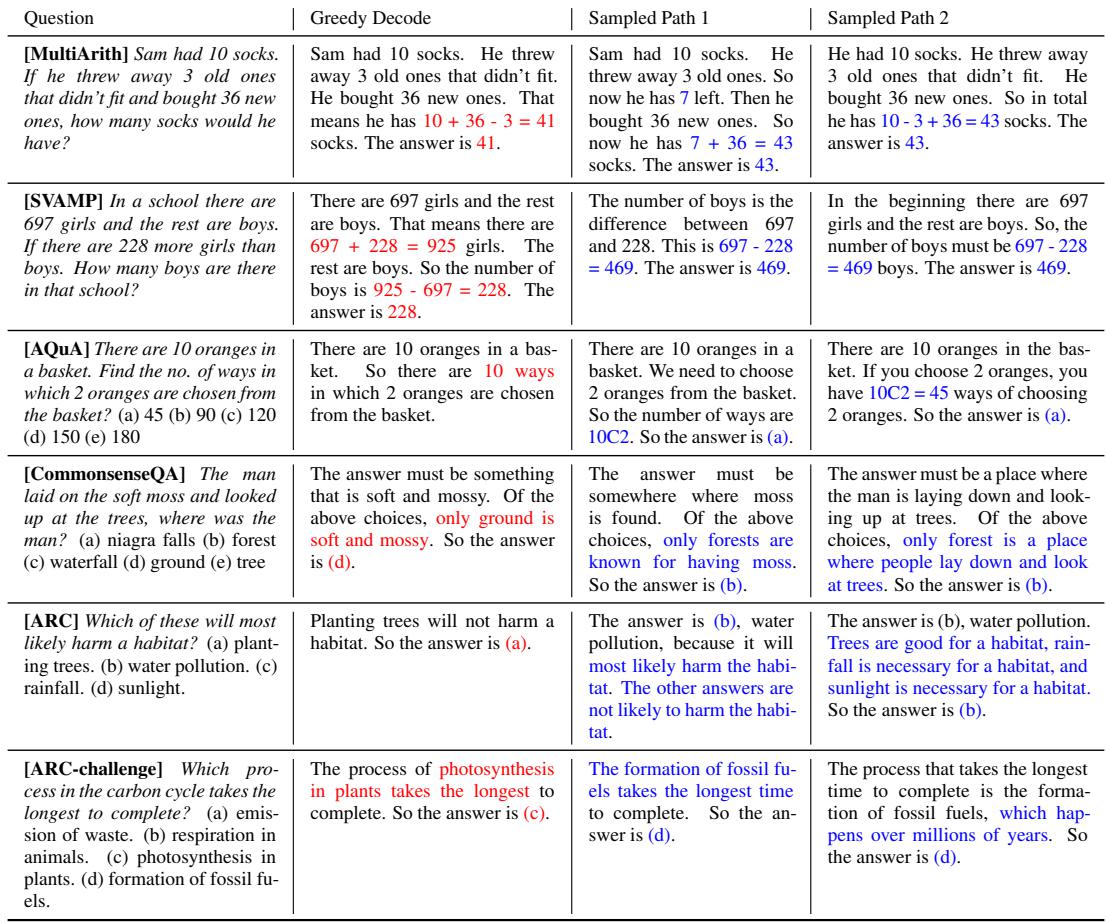 Question
Greedy Decode
Sampled Path 1
Sampled Path 2
[MultiArith] Sam had 10 socks.
If he threw away 3 old ones
that didn't fit and bought 36 new
ones, how many socks would he
have?
Sam had 10 socks. He threw
away 3 old ones that didn't fit.
He bought 36 new ones. That
means he has 10 + 36 - 3 = 41
socks. The answer is 41.
Sam had 10 socks. He
threw away 3 old ones. So
now he has 7 left. Then he
bought 36 new ones. So
now he has 7 + 36 = 43
socks. The answer is 43.
He had 10 socks. He threw away
3 old ones that didn't fit. He
bought 36 new ones. So in total
he has 10 - 3 + 36 = 43 socks. The
answer is 43.
[SVAMP] In a school there are
697 girls and the rest are boys.
If there are 228 more girls than
boys. How many boys are there
in that school?
There are 697 girls and the rest
are boys. That means there are
697 + 228 = 925 girls. The
rest are boys. So the number of
boys is 925 - 697 = 228. The
answer is 228.
The number of boys is the
difference between 697
and 228. This is 697 - 228
= 469. The answer is 469.
In the beginning there are 697
girls and the rest are boys. So, the
number of boys must be 697 - 228
= 469 boys. The answer is 469.
[AQuA] There are 10 oranges in
a basket. Find the no. of ways in
which 2 oranges are chosen from
the basket? (a) 45 (b) 90 (c) 120
(d) 150 (e) 180
There are 10 oranges in a bas-
ket. So there are 10 ways
in which 2 oranges are chosen
from the basket.
There are 10 oranges in a
basket. We need to choose
2 oranges from the basket.
So the number of ways are
10C2. So the answer is (a).
There are 10 oranges in the bas-
ket. If you choose 2 oranges, you
have 10C2 = 45 ways of choosing
2 oranges. So the answer is (a).
[CommonsenseQA] The man
laid on the soft moss and looked
up at the trees, where was the
man? (a) niagra falls (b) forest
(c) waterfall (d) ground (e) tree
The answer must be something
that is soft and mossy. Of the
above choices, only ground is
soft and mossy. So the answer
is (d).
The answer must be
somewhere where moss
is found. Of the above
choices, only forests are
known for having moss.
So the answer is (b).
The answer must be a place where
the man is laying down and look-
ing up at trees. Of the above
choices, only forest is a place
where people lay down and look
at trees. So the answer is (b).
[ARC] Which of these will most
likely harm a habitat? (a) plant-
ing trees. (b) water pollution. (c)
rainfall. (d) sunlight.
Planting trees will not harm a
habitat. So the answer is (a).
The answer is (b), water
pollution, because it will
most likely harm the habi-
tat. The other answers are
not likely to harm the habi-
tat.
The answer is (b), water pollution.
Trees are good for a habitat, rain-
fall is necessary for a habitat, and
sunlight is necessary for a habitat.
So the answer is (b).
[ARC-challenge] Which pro-
cess in the carbon cycle takes the
longest to complete? (a) emis-
sion of waste. (b) respiration in
animals. (c) photosynthesis in
plants. (d) formation of fossil fu-
els.
The process of photosynthesis
in plants takes the longest to
complete. So the answer is (c).
The formation of fossil fu-
els takes the longest time
to complete. So the an-
swer is (d).
The process that takes the longest
time to complete is the forma-
tion of fossil fuels, which hap-
pens over millions of years. So
the answer is (d).